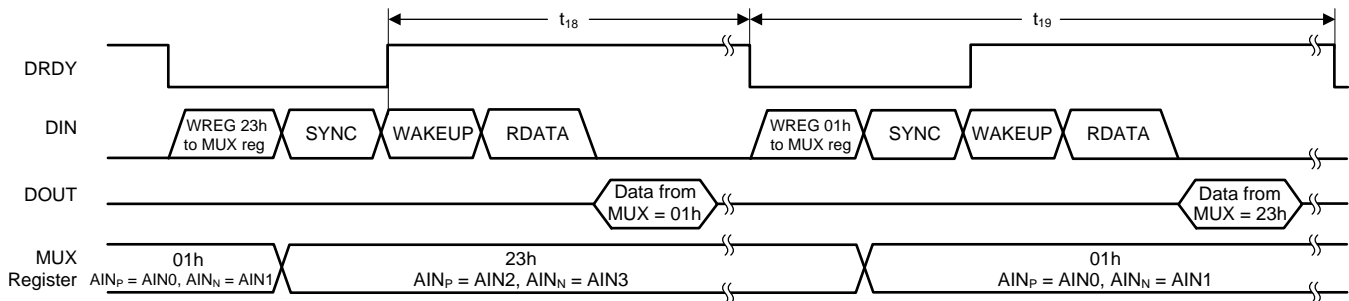 t18
t19
DRDY
DIN
WREG 23h
to MUX reg
SYNC
WAKEUP
RDATA
WREG 01h
to MUX reg
SYNC
WAKEUP
RDATA
DOUT
Data from
MUX = 01h
Data from
MUX = 23h
MUX
Register
01h
AINP = AIN0, AINN = AIN1
23h
AINP = AIN2, AINN = AIN3
01h
AINP = AIN0, AINN = AIN1